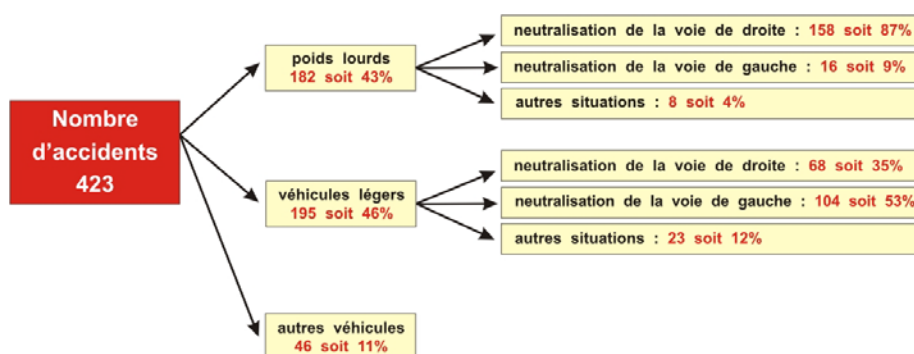 Nombre
d'accidents
423
poids lourds
182 soit 43%
neutralisation de la voie de droite : 158 soit 87%
neutralisation de la voie de gauche : 16 soit 9%
autres situations : 8 soit 4%
véhicules légers
195 soit 46%
neutralisation de la voie de droite : 68 soit 35%
neutralisation de la voie de gauche : 104 soit 53%
autres situations : 23 soit 12%
autres véhicules
46 soit 11%